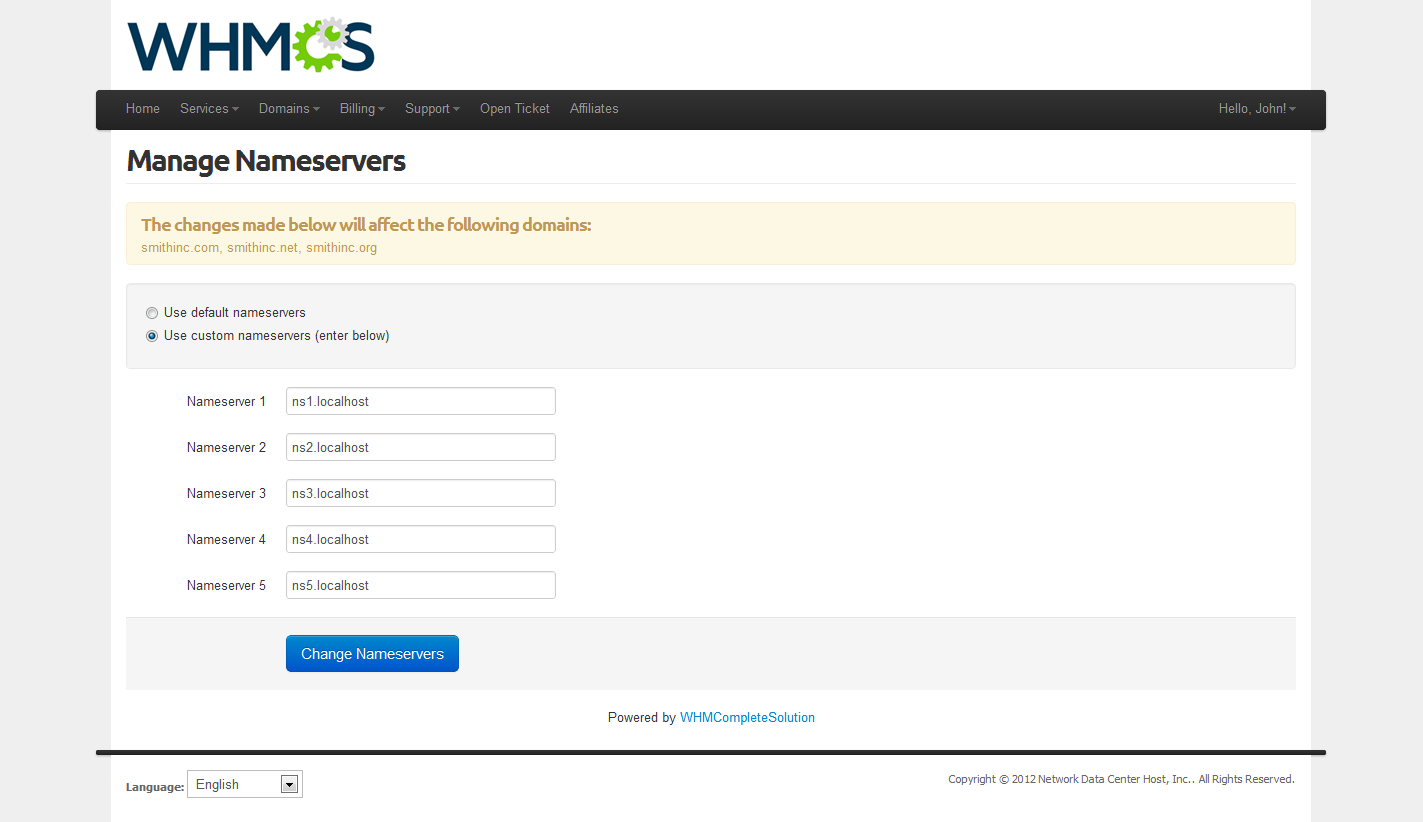 WHMCS
Home Services Domains Billing Support Open Ticket Affiliates Hello, John!
Manage Nameservers
The changes made below will affect the following domains:
smithinc.com, smithinc.net, smithinc.org
Use default nameservers
Use custom nameservers (enter below)
Nameserver 1 ns1.localhost
Nameserver 2 ns2.localhost
Nameserver 3 ns3.localhost
Nameserver 4 ns4.localhost
Nameserver 5 ns5.localhost
Change Nameservers
Powered by WHMCompleteSolution
Language: English
Copyright © 2012 Network Data Center Host, Inc.. All Rights Reserved.